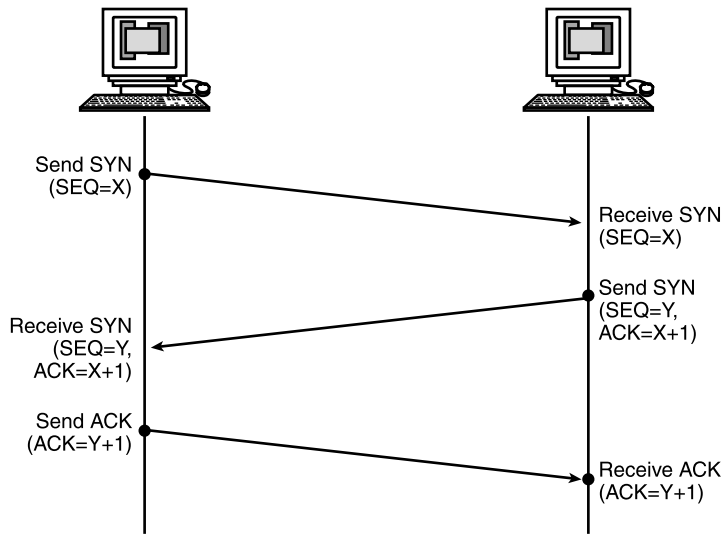 Send SYN
(SEQ=X)
Receive SYN
(SEQ=X)
Send SYN
(SEQ=Y,
ACK=X+1)
Receive SYN
(SEQ=Y,
ACK=X+1)
Send ACK
(ACK=Y+1)
Receive ACK
(ACK=Y+1)